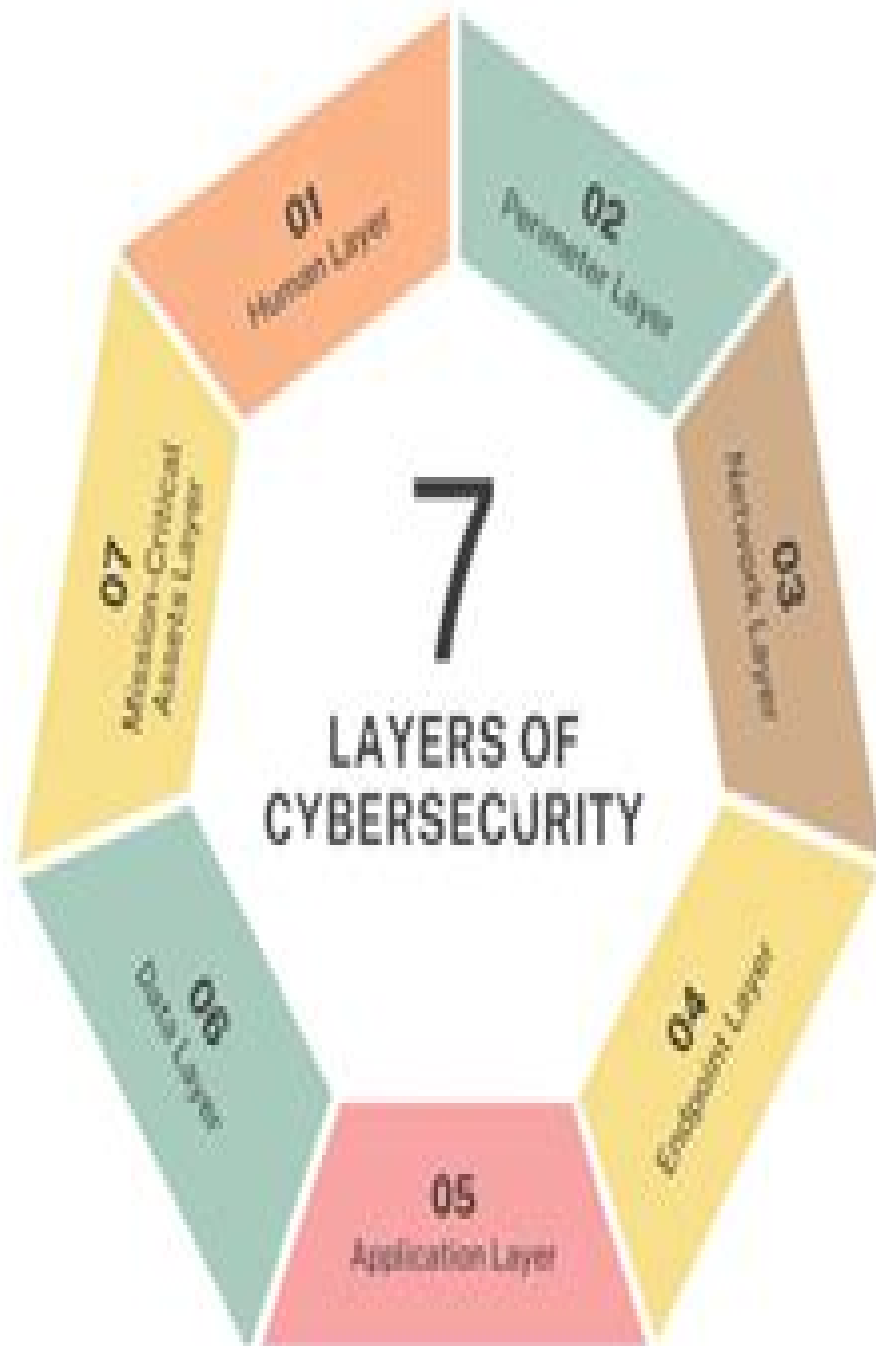 01
Human Layer
02
Perimeter Layer
03
Network Layer
04
Endpoint Layer
05
Application Layer
06
Data Layer
07
Mission-Critical
Assets Layer
7
LAYERS OF
CYBERSECURITY